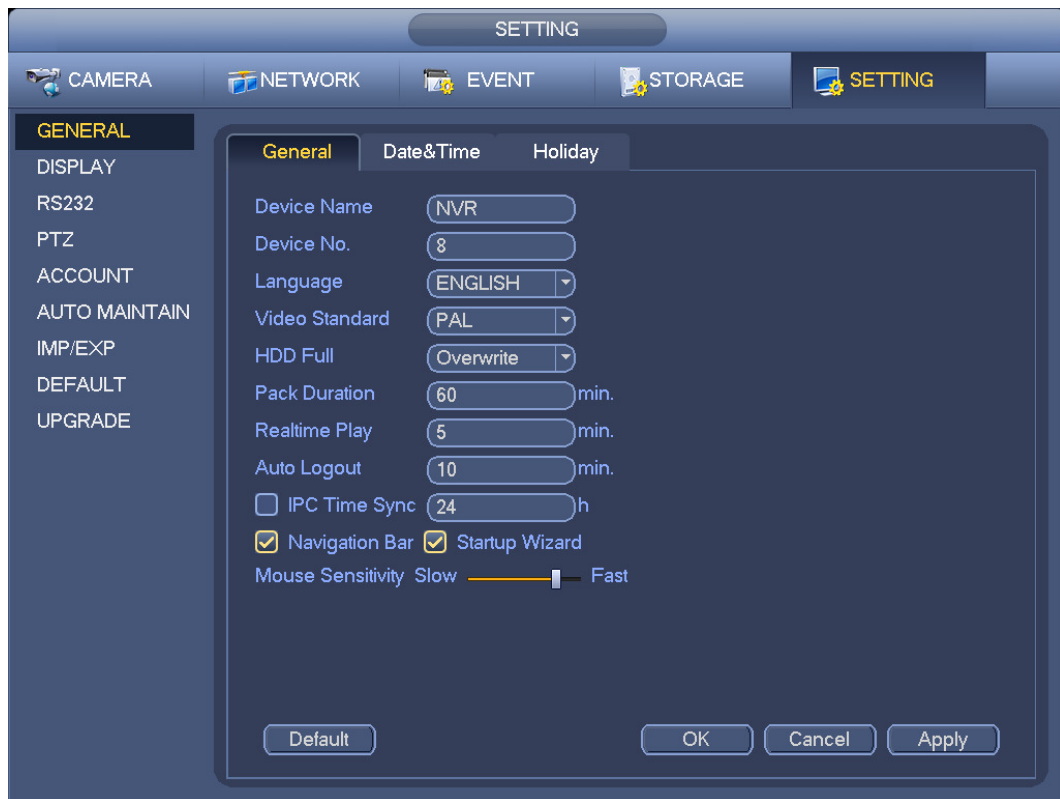 SETTING
CAMERA NETWORK EVENT STORAGE SETTING
GENERAL
DISPLAY
RS232
PTZ
ACCOUNT
AUTO MAINTAIN
IMP/EXP
DEFAULT
UPGRADE
General Date&Time Holiday
Device Name NVR
Device No. 8
Language ENGLISH
Video Standard PAL
HDD Full Overwrite
Pack Duration 60 min.
Realtime Play 5 min.
Auto Logout 10 min.
IPC Time Sync 24 h
Navigation Bar Startup Wizard
Mouse Sensitivity Slow Fast
Default OK Cancel Apply